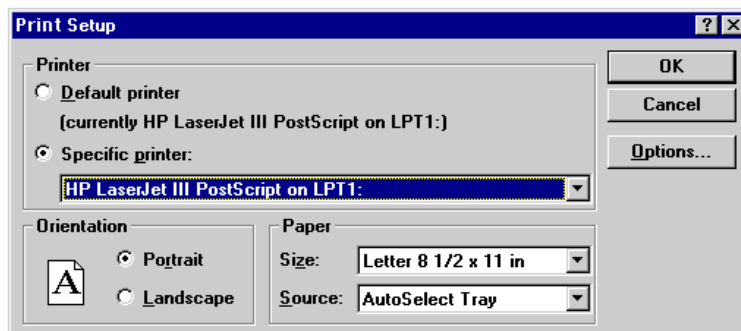 Print Setup
Printer
Default printer
(currently HP LaserJet III PostScript on LPT1:)
Specific printer:
HP LaserJet III PostScript on LPT1:
OK
Cancel
Options...
Orientation
A
Portrait
Landscape
Paper
Size: Letter 8 1/2 x 11 in
Source: AutoSelect Tray